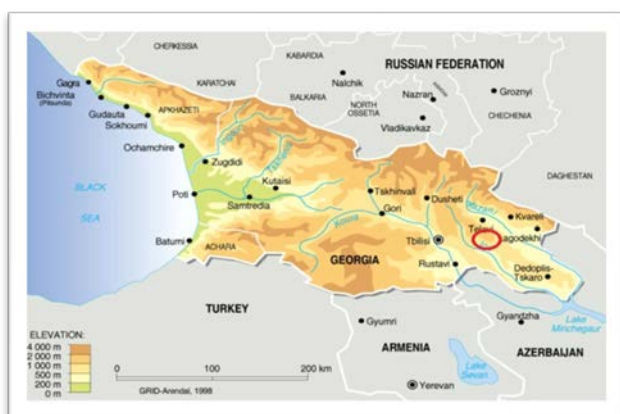 CHERKESSIA
KABARDIA
RUSSIAN FEDERATION
Gagra
Bichvinta
(Pitsunda)
KARATCHAI
BALKARIA
Nalchik
Nazran
Groznyi
Gudauta
Sokhoumi
APKHAZETI
NORTH
OSSETIA
Vladikavkaz
CHECHENIA
Ochamchire
Zugdidi
DAGHESTAN
BLACK
SEA
Poti
Kutaisi
Samtredia
Tskhinvali
Gori
Dusheti
Kvareli
Telavi
agodekhi
Batumi
ACHARA
GEORGIA
Tbilisi
Rustavi
Dedoplis-
Tskaro
TURKEY
Gyumri
Gyandzha
Lake
Minchegaur
ARMENIA
AZERBAIJAN
Lake
Sevan
Yerevan
ELEVATION:
4 000 m
2 000 m
1 000 m
500 m
200 m
0 m
0 100 200 km
GRID-Arendal, 1998